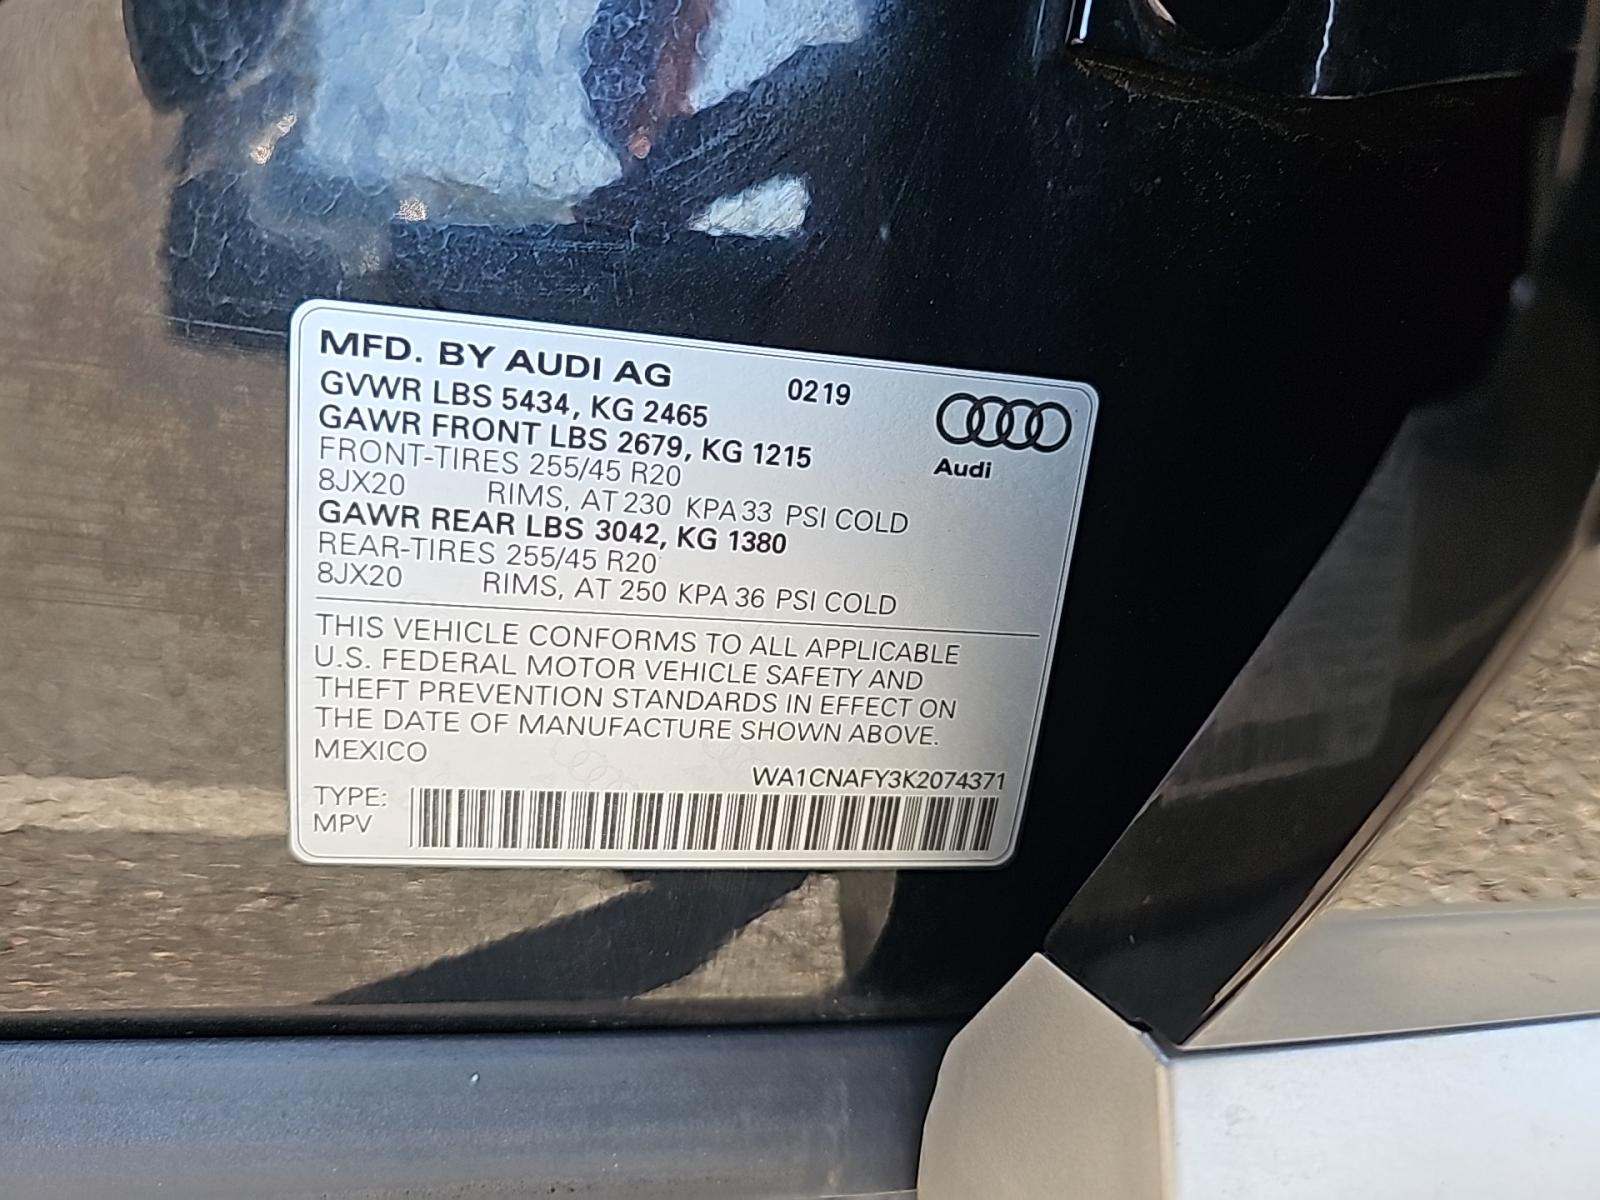 MFD. BY AUDI AG 0219
GVWR LBS 5434, KG 2465
GAWR FRONT LBS 2679, KG 1215
FRONT-TIRES 255/45 R20
Audi
8JX20 RIMS, AT 230 KPA 33 PSI COLD
GAWR REAR LBS 3042, KG 1380
REAR-TIRES 255/45 R20
8JX20 RIMS, AT 250 KPA 36 PSI COLD
THIS VEHICLE CONFORMS TO ALL APPLICABLE
U.S. FEDERAL MOTOR VEHICLE SAFETY AND
THEFT PREVENTION STANDARDS IN EFFECT ON
THE DATE OF MANUFACTURE SHOWN ABOVE.
MEXICO
WA1CNAFY3K2074371
TYPE:
MPV